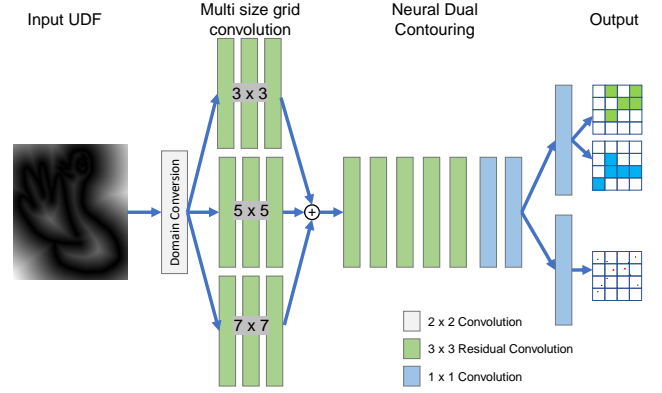 Input UDF
Multi size grid
convolution
Neural Dual
Contouring
Output
3 x 3
Domain Conversion
5 x 5
7 x 7
2 x 2 Convolution
3 x 3 Residual Convolution
1 x 1 Convolution